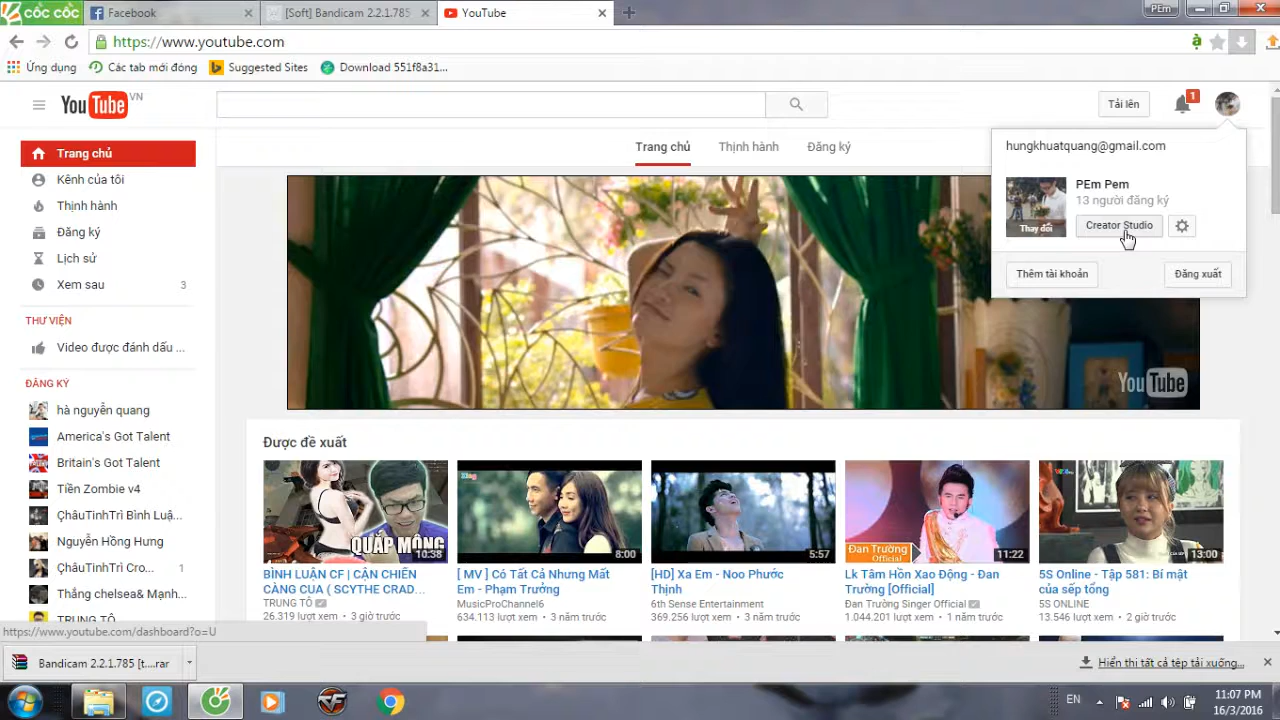 CỐC CỐC
Facebook
[Soft] Bandicam 2.2.1.785
YouTube
PEm
https://www.youtube.com
Ứng dụng
Các tab mới đóng
Suggested Sites
Download 551f8a31...
YouTube VN
Tải lên
1
Trang chủ
Kênh của tôi
Thịnh hành
Đăng ký
Lịch sử
Xem sau 3
THƯ VIỆN
Video được đánh dấu ...
ĐĂNG KÝ
hà nguyễn quang
America's Got Talent
Britain's Got Talent
Tiền Zombie v4
ChâuTinhTrì Bình Luậ...
Nguyễn Hồng Hưng
ChâuTinhTrì Cro... 1
Thắng chelsea& Mạnh...
TRUNG TÔ
Trang chủ
Thịnh hành
Đăng ký
hungkhuatquang@gmail.com
PEm Pem
13 người đăng ký
Thay đổi
Creator Studio
Thêm tài khoản
Đăng xuất
YouTube
Được đề xuất
QUẮP MÔNG
10:38
BÌNH LUẬN CF | CẬN CHIẾN
CÀNG CUA ( SCYTHE CRAD...
TRUNG TÔ
26.319 lượt xem • 3 giờ trước
8:00
[ MV ] Có Tất Cả Nhưng Mất
Em - Phạm Trưởng
MusicProChannel6
634.113 lượt xem • 3 năm trước
5:57
[HD] Xa Em - Noo Phước
Thịnh
6th Sense Entertainment
369.256 lượt xem • 3 năm trước
Đan Trường
Official
11:22
Lk Tâm Hồn Xao Động - Đan
Trường [Official]
Đan Trường Singer Official
1.044.201 lượt xem • 1 năm trước
13:00
5S Online - Tập 581: Bí mật
của sếp tổng
5S ONLINE
13.546 lượt xem • 2 giờ trước
https://www.youtube.com/dashboard?o=U
Bandicam 2.2.1.785 [t....rar
Hiển thị tất cả tệp tải xuống...
EN
11:07 PM
16/3/2016